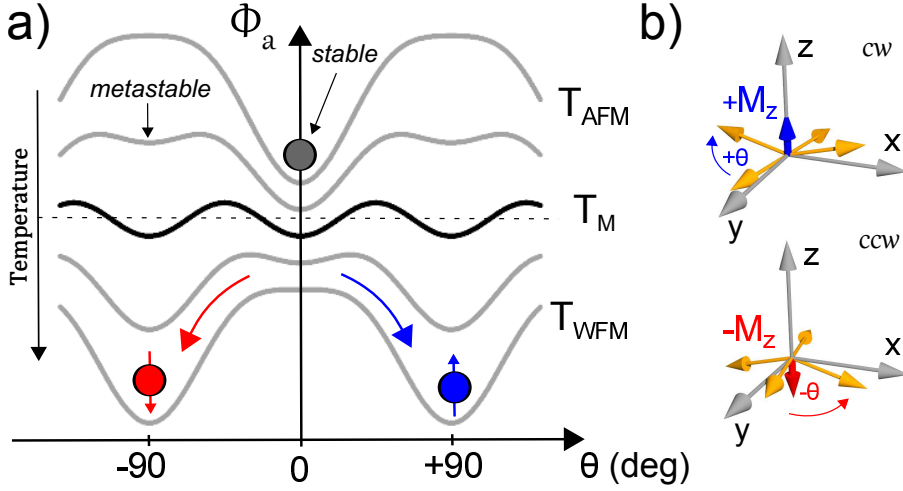 a)
Φa
stable
metastable
TAFM
Temperature
TM
TWFM
-90
0
+90
θ (deg)
b)
z
cw
+Mz
+θ
x
y
z
ccw
-Mz
x
-θ
y